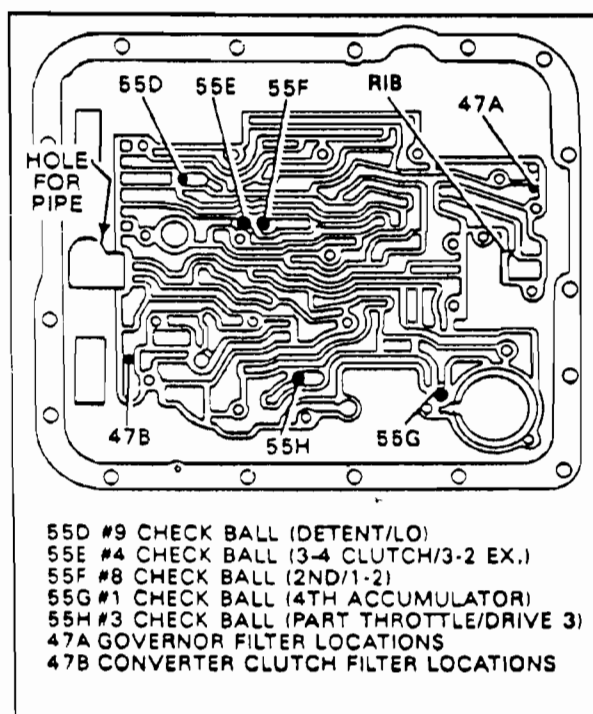 55D 55E 55F RIB 47A
HOLE
FOR
PIPE
47B 55H 55G
55D #9 CHECK BALL (DETENT/LO)
55E #4 CHECK BALL (3-4 CLUTCH/3-2 EX.)
55F #8 CHECK BALL (2ND/1-2)
55G #1 CHECK BALL (4TH ACCUMULATOR)
55H #3 CHECK BALL (PART THROTTLE/DRIVE 3)
47A GOVERNOR FILTER LOCATIONS
47B CONVERTER CLUTCH FILTER LOCATIONS